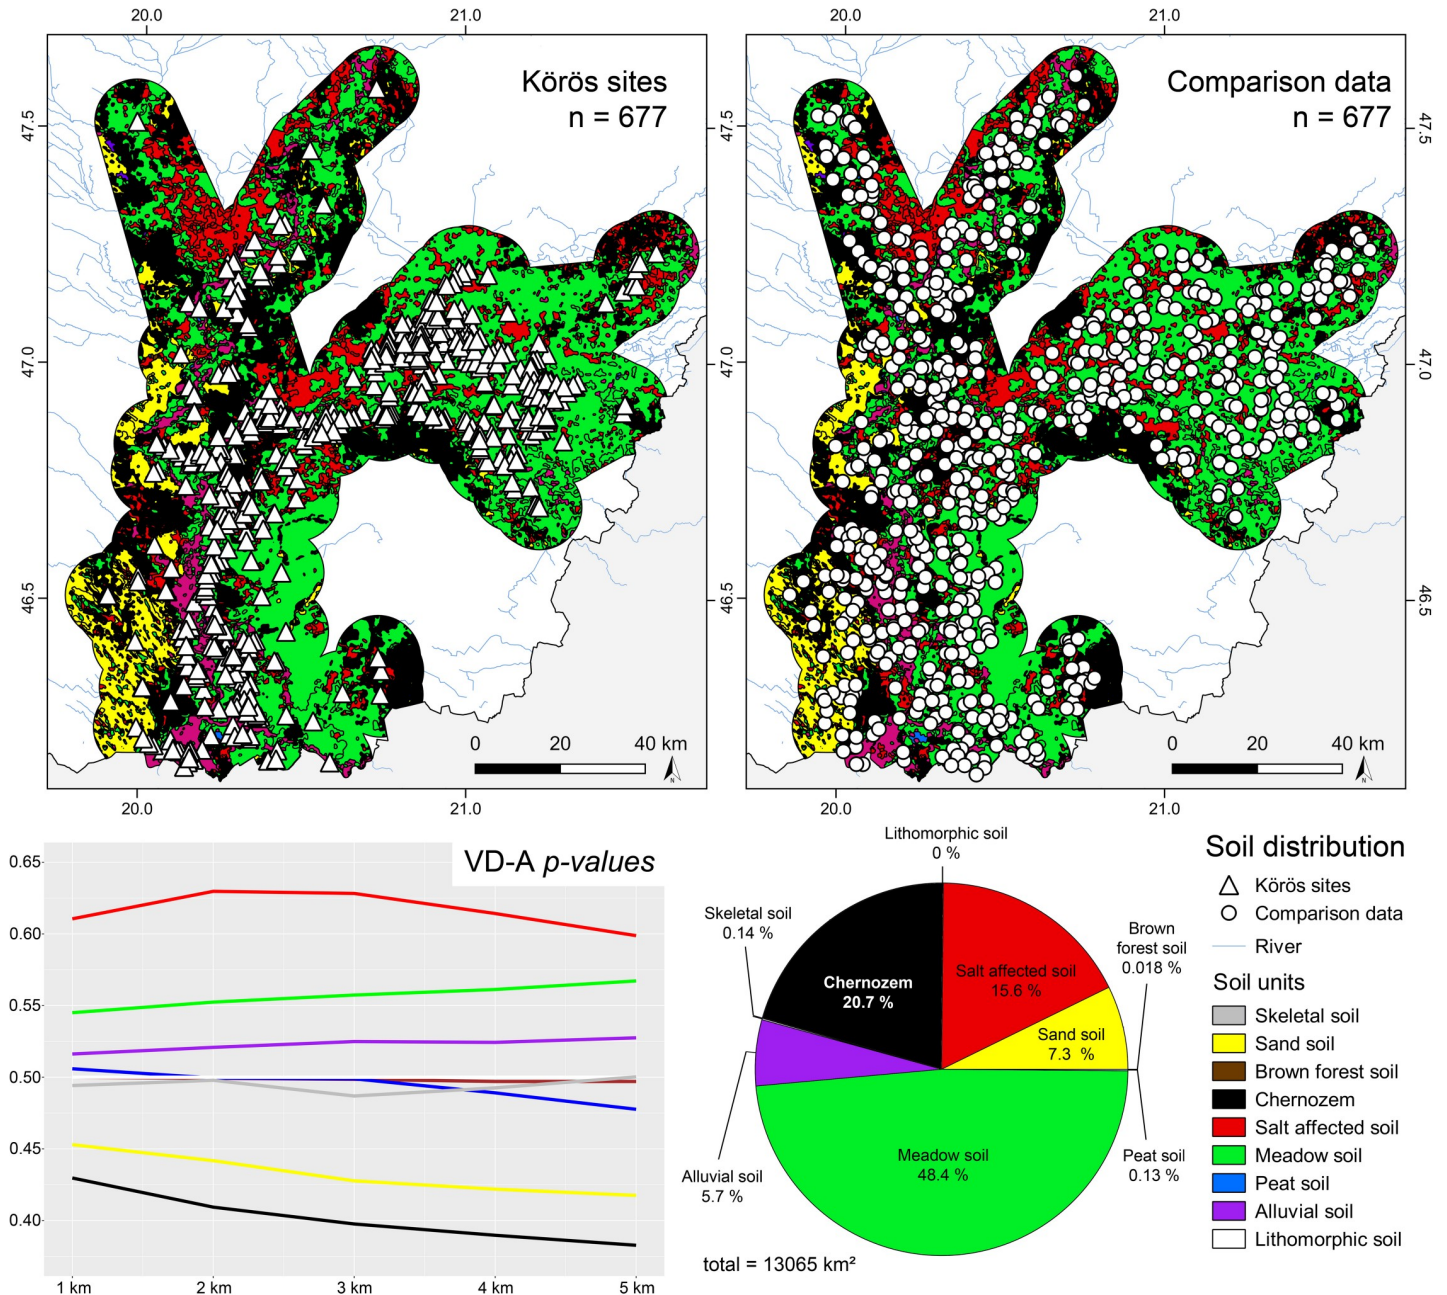 20.0
21.0
20.0
21.0
Körös sites
n = 677
Comparison data
n = 677
47.5
47.5
47.5
47.0
47.0
47.0
46.5
46.5
46.5
0
20
40 km
N
0
20
40 km
N
20.0
21.0
20.0
21.0
VD-A p-values
0.65
0.60
0.55
0.50
0.45
0.40
1 km
2 km
3 km
4 km
5 km
Lithomorphic soil
0 %
Skeletal soil
0.14 %
Chernozem
20.7 %
Salt affected soil
15.6 %
Brown
forest soil
0.018 %
Sand soil
7.3 %
Meadow soil
48.4 %
Peat soil
0.13 %
Alluvial soil
5.7 %
total = 13065 km²
Soil distribution
Körös sites
Comparison data
River
Soil units
Skeletal soil
Sand soil
Brown forest soil
Chernozem
Salt affected soil
Meadow soil
Peat soil
Alluvial soil
Lithomorphic soil